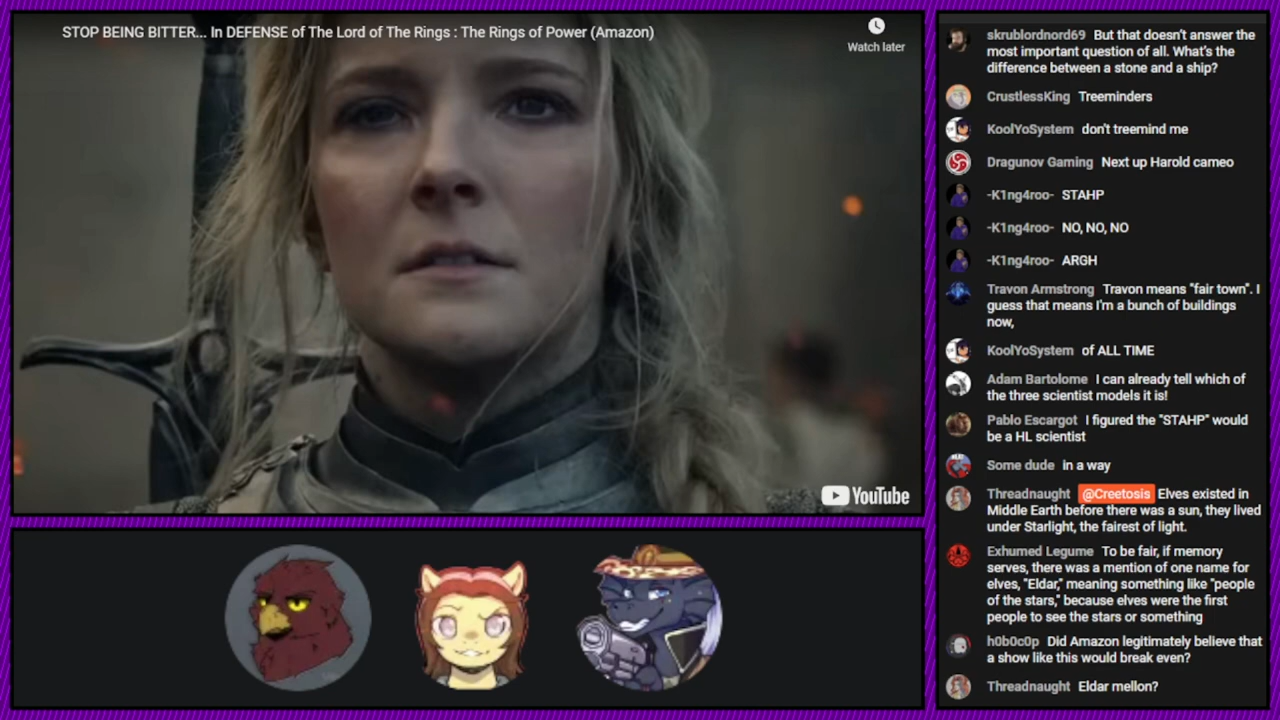 STOP BEING BITTER... In DEFENSE of The Lord of The Rings : The Rings of Power (Amazon)
Watch later
YouTube
skrublordnord69 But that doesn't answer the
most important question of all. What's the
difference between a stone and a ship?
CrustlessKing Treeminders
KoolYoSystem don't treemind me
Dragunov Gaming Next up Harold cameo
-K1ng4roo- STAHP
-K1ng4roo- NO, NO, NO
-K1ng4roo- ARGH
Travon Armstrong Travon means "fair town". I
guess that means I'm a bunch of buildings
now,
KoolYoSystem of ALL TIME
Adam Bartolome I can already tell which of
the three scientist models it is!
Pablo Escargot I figured the "STAHP" would
be a HL scientist
Some dude in a way
Threadnaught @Creetosis Elves existed in
Middle Earth before there was a sun, they lived
under Starlight, the fairest of light.
Exhumed Legume To be fair, if memory
serves, there was a mention of one name for
elves, "Eldar," meaning something like "people
of the stars," because elves were the first
people to see the stars or something
h0b0c0p Did Amazon legitimately believe that
a show like this would break even?
Threadnaught Eldar mellon?